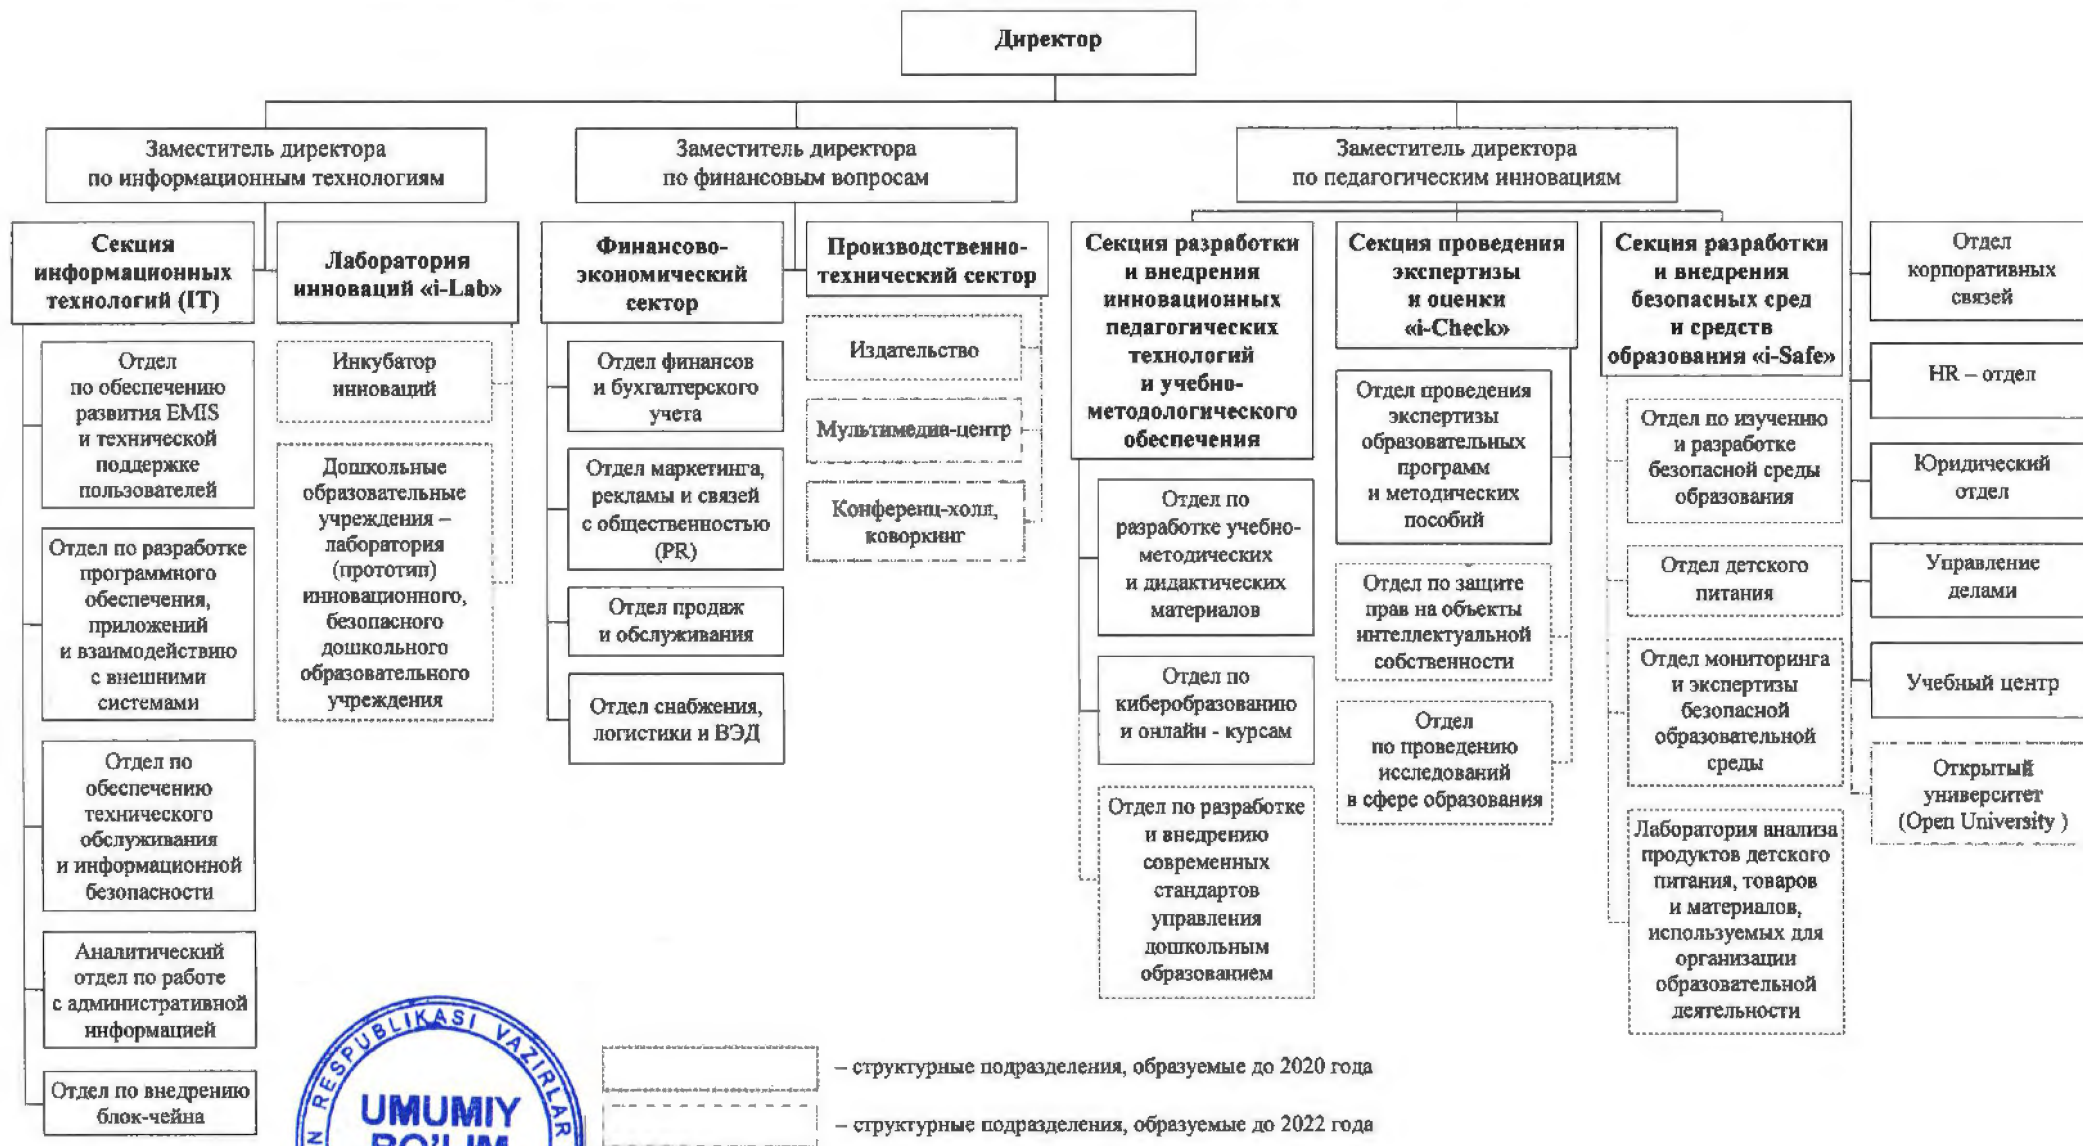 Директор
Заместитель директора
по информационным технологиям
Заместитель директора
по финансовым вопросам
Заместитель директора
по педагогическим инновациям
Секция
информационных
технологий (IT)
Отдел
по обеспечению
развития EMIS
и технической
поддержке
пользователей
Отдел по разработке
программного
обеспечения,
приложений
и взаимодействию
с внешними
системами
Отдел по
обеспечению
технического
обслуживания
и информационной
безопасности
Аналитический
отдел по работе
с административной
информацией
Отдел по внедрению
блок-чейна
Лаборатория
инноваций «i-Lab»
Инкубатор
инноваций
Дошкольные
образовательные
учреждения –
лаборатория
(прототип)
инновационного,
безопасного
дошкольного
образовательного
учреждения
Финансово-
экономический
сектор
Отдел финансов
и бухгалтерского
учета
Отдел маркетинга,
рекламы и связей
с общественностью
(PR)
Отдел продаж
и обслуживания
Отдел снабжения,
логистики и ВЭД
Производственно-
технический сектор
Издательство
Мультимедиа-центр
Конференц-холл,
коворкинг
Секция разработки
и внедрения
инновационных
педагогических
технологий
и учебно-
методологического
обеспечения
Отдел по
разработке учебно-
методических
и дидактических
материалов
Отдел по
киберобразованию
и онлайн - курсам
Отдел по разработке
и внедрению
современных
стандартов
управления
дошкольным
образованием
Секция проведения
экспертизы
и оценки
«i-Check»
Отдел проведения
экспертизы
образовательных
программ
и методических
пособий
Отдел по защите
прав на объекты
интеллектуальной
собственности
Отдел
по проведению
исследований
в сфере образования
Секция разработки
и внедрения
безопасных сред
и средств
образования «i-Safe»
Отдел по изучению
и разработке
безопасной среды
образования
Отдел детского
питания
Отдел мониторинга
и экспертизы
безопасной
образовательной
среды
Лаборатория анализа
продуктов детского
питания, товаров
и материалов,
используемых для
организации
образовательной
деятельности
Отдел
корпоративных
связей
HR – отдел
Юридический
отдел
Управление
делами
Учебный центр
Открытый
университет
(Open University )
– структурные подразделения, образуемые до 2020 года
– структурные подразделения, образуемые до 2022 года
RESPUBLIKASI VAZIRLAR
UMUMIY
BO'LIM